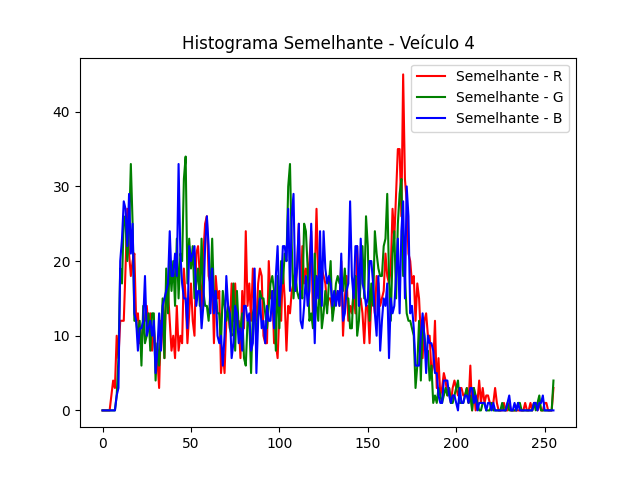 Histograma Semelhante - Veículo 4
Semelhante - R
Semelhante - G
Semelhante - B
40
30
20
10
0
0 50 100 150 200 250